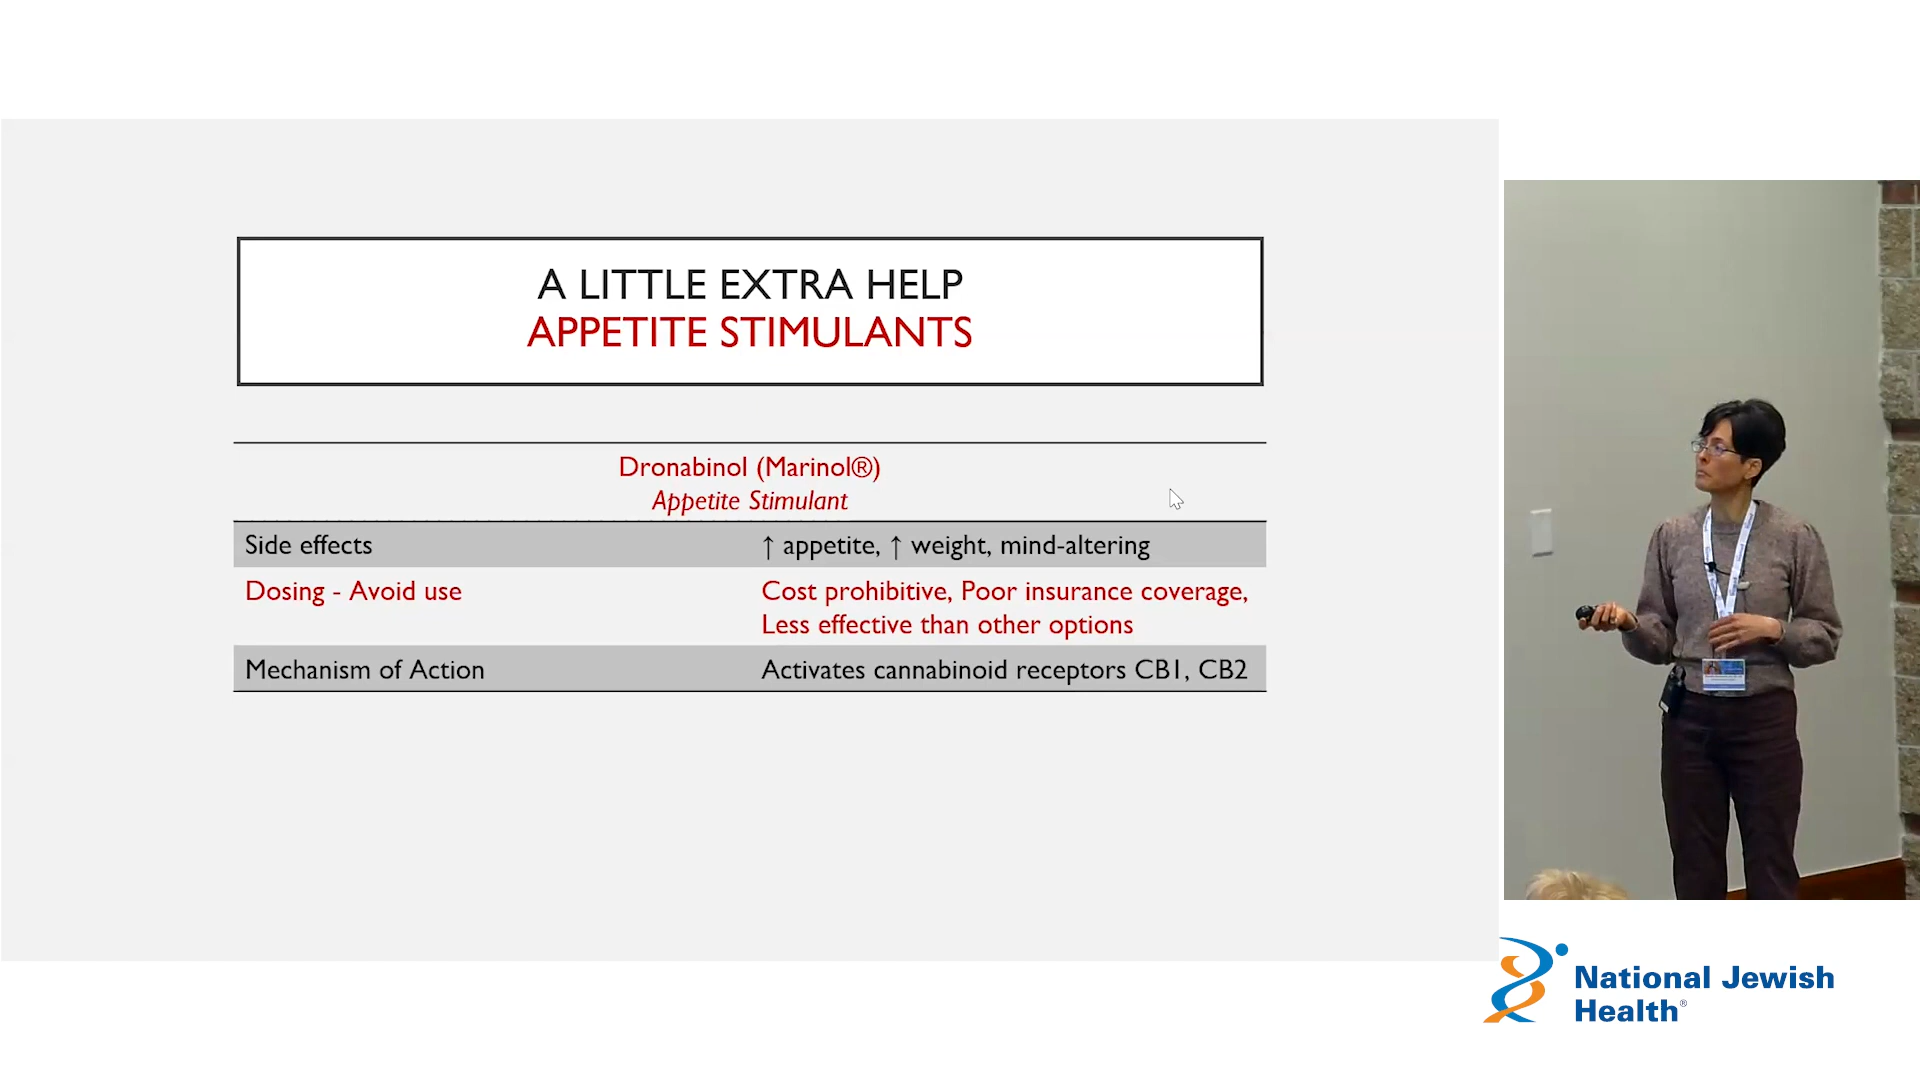 A LITTLE EXTRA HELP
APPETITE STIMULANTS
Dronabinol (Marinol®)
Appetite Stimulant
Side effects
↑ appetite, ↑ weight, mind-altering
Dosing - Avoid use
Cost prohibitive, Poor insurance coverage,
Less effective than other options
Mechanism of Action
Activates cannabinoid receptors CB1, CB2
National Jewish
Health®